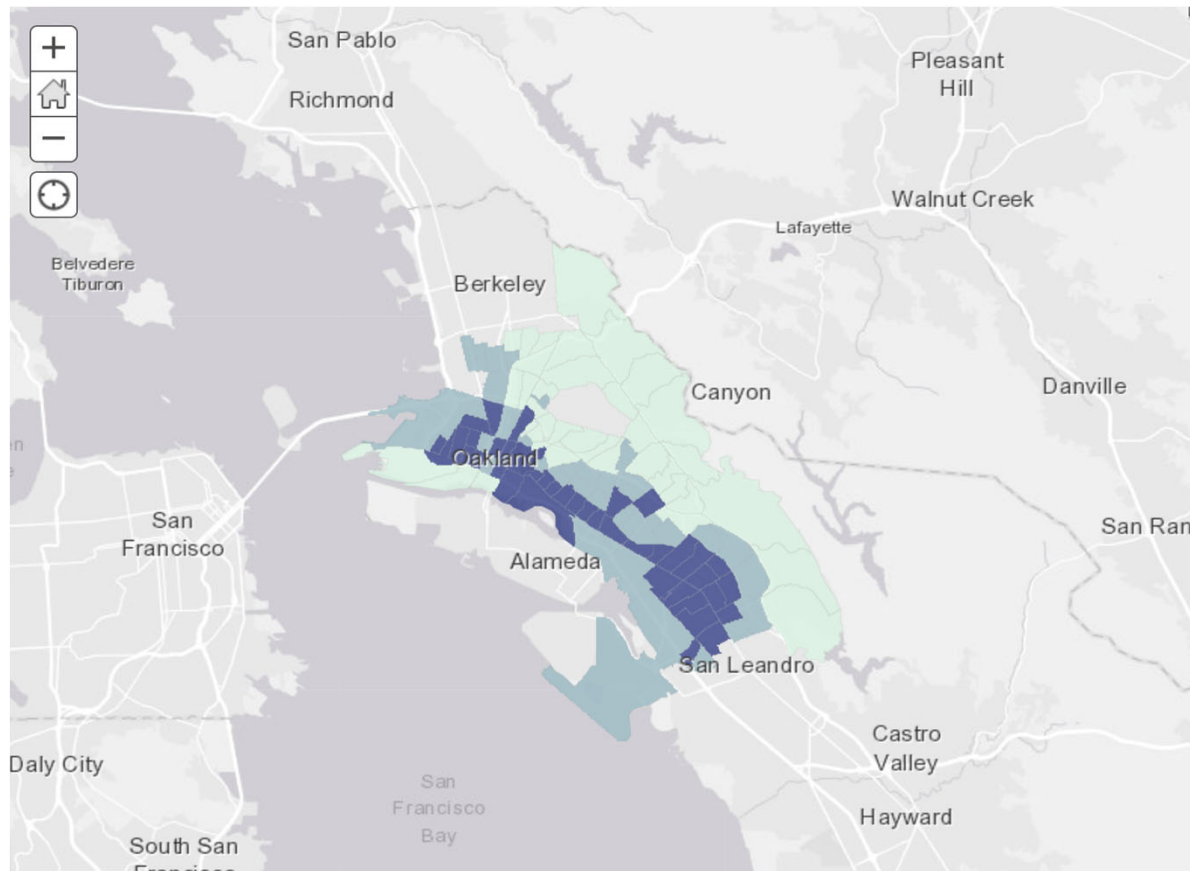 San Pablo
Pleasant
Hill
Richmond
Walnut Creek
Lafayette
Belvedere
Tiburon
Berkeley
Canyon
Danville
Oakland
San
Francisco
San Ran
Alameda
San Leandro
Castro
Valley
Daly City
San
Francisco
Bay
Hayward
South San